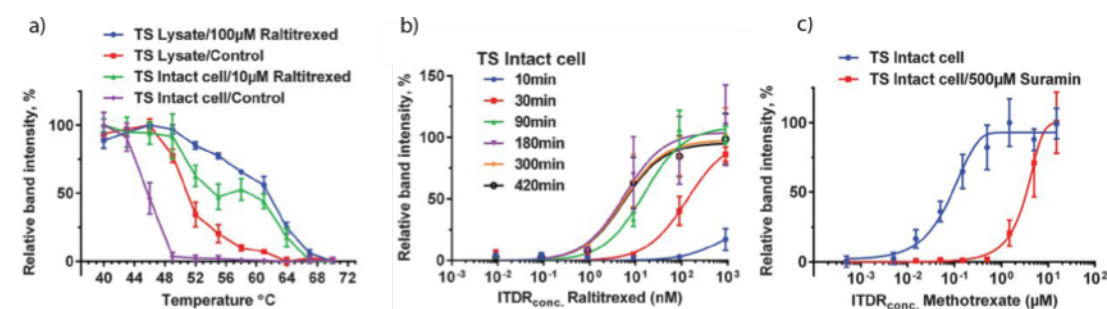 a)
TS Lysate/100µM Raltitrexed
TS Lysate/Control
TS Intact cell/10µM Raltitrexed
TS Intact cell/Control
Relative band intensity, %
100
50
0
40 44 48 52 56 60 64 68 72
Temperature °C
b)
TS Intact cell
10min
30min
90min
180min
300min
420min
Relative band intensity, %
150
100
50
0
10⁻³ 10⁻² 10⁻¹ 10⁰ 10¹ 10² 10³
ITDRconc. Raltitrexed (nM)
c)
TS Intact cell
TS Intact cell/500µM Suramin
Relative band intensity, %
100
50
0
10⁻³ 10⁻² 10⁻¹ 10⁰ 10¹
ITDRconc. Methotrexate (µM)